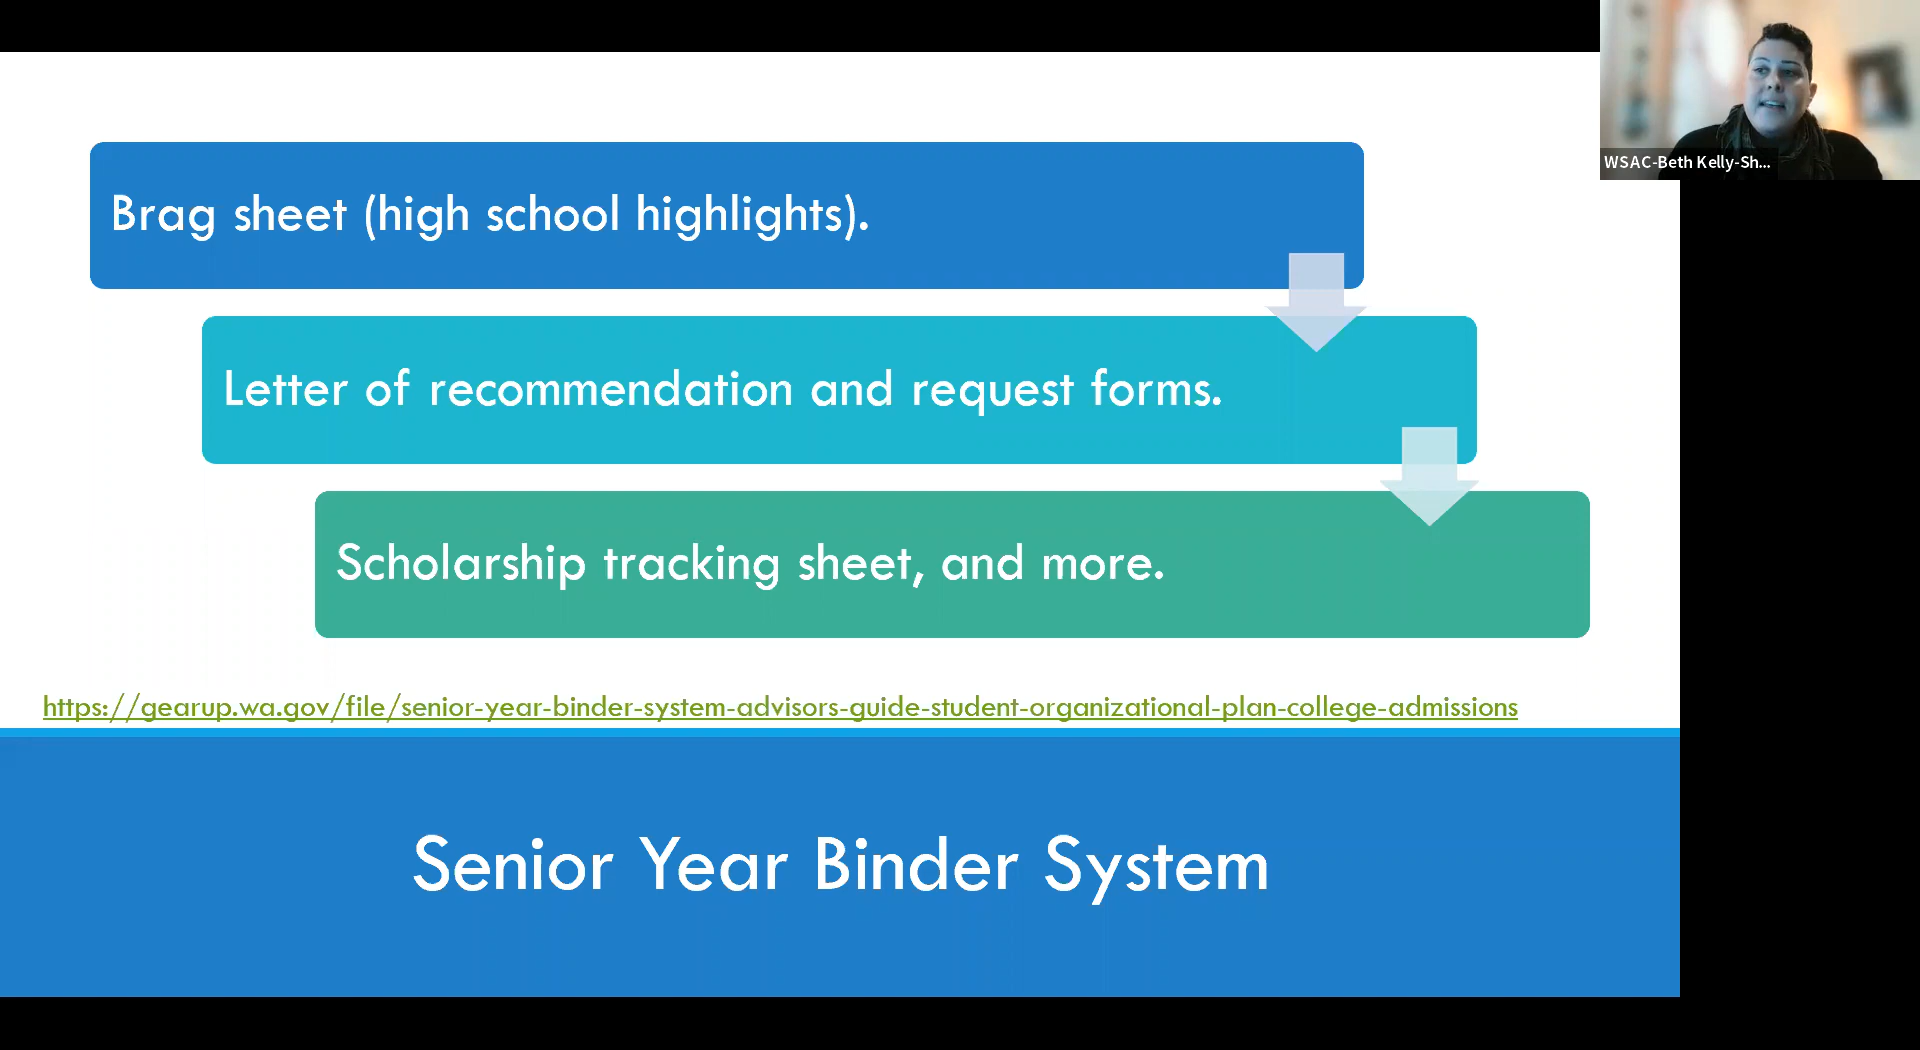 Brag sheet (high school highlights).
Letter of recommendation and request forms.
Scholarship tracking sheet, and more.
https://gearup.wa.gov/file/senior-year-binder-system-advisors-guide-student-organizational-plan-college-admissions
Senior Year Binder System
WSAC-Beth Kelly-Sh...